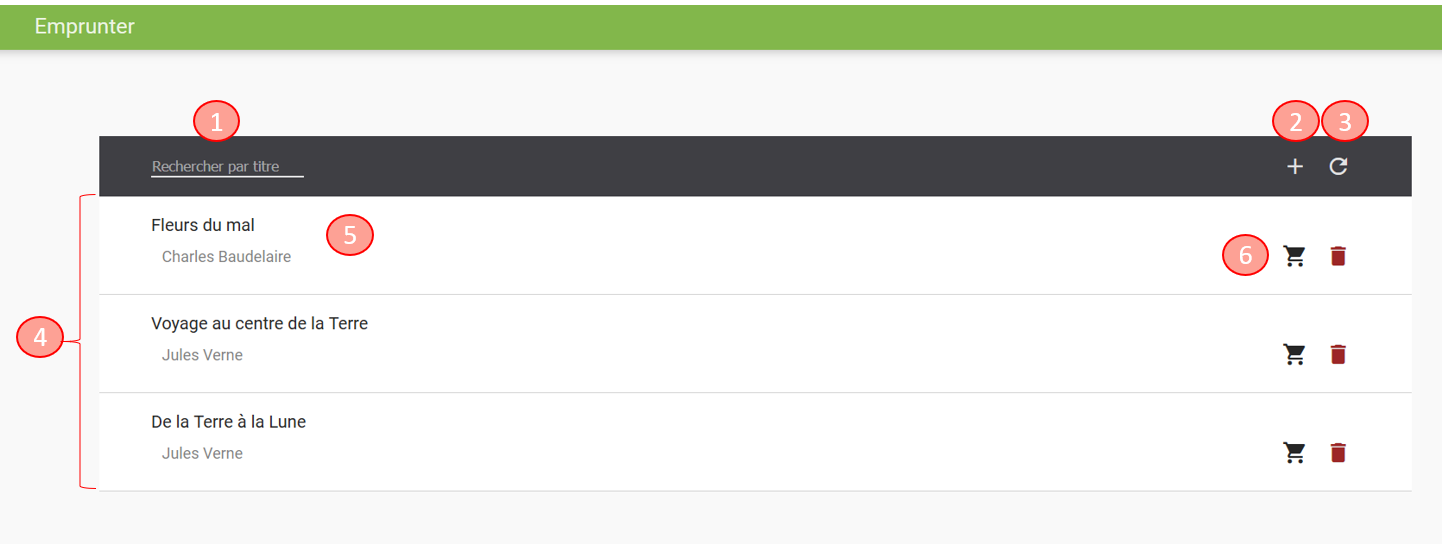 Emprunter
1
2
3
Rechercher par titre
Fleurs du mal
5
Charles Baudelaire
6
Voyage au centre de la Terre
4
Jules Verne
De la Terre à la Lune
Jules Verne